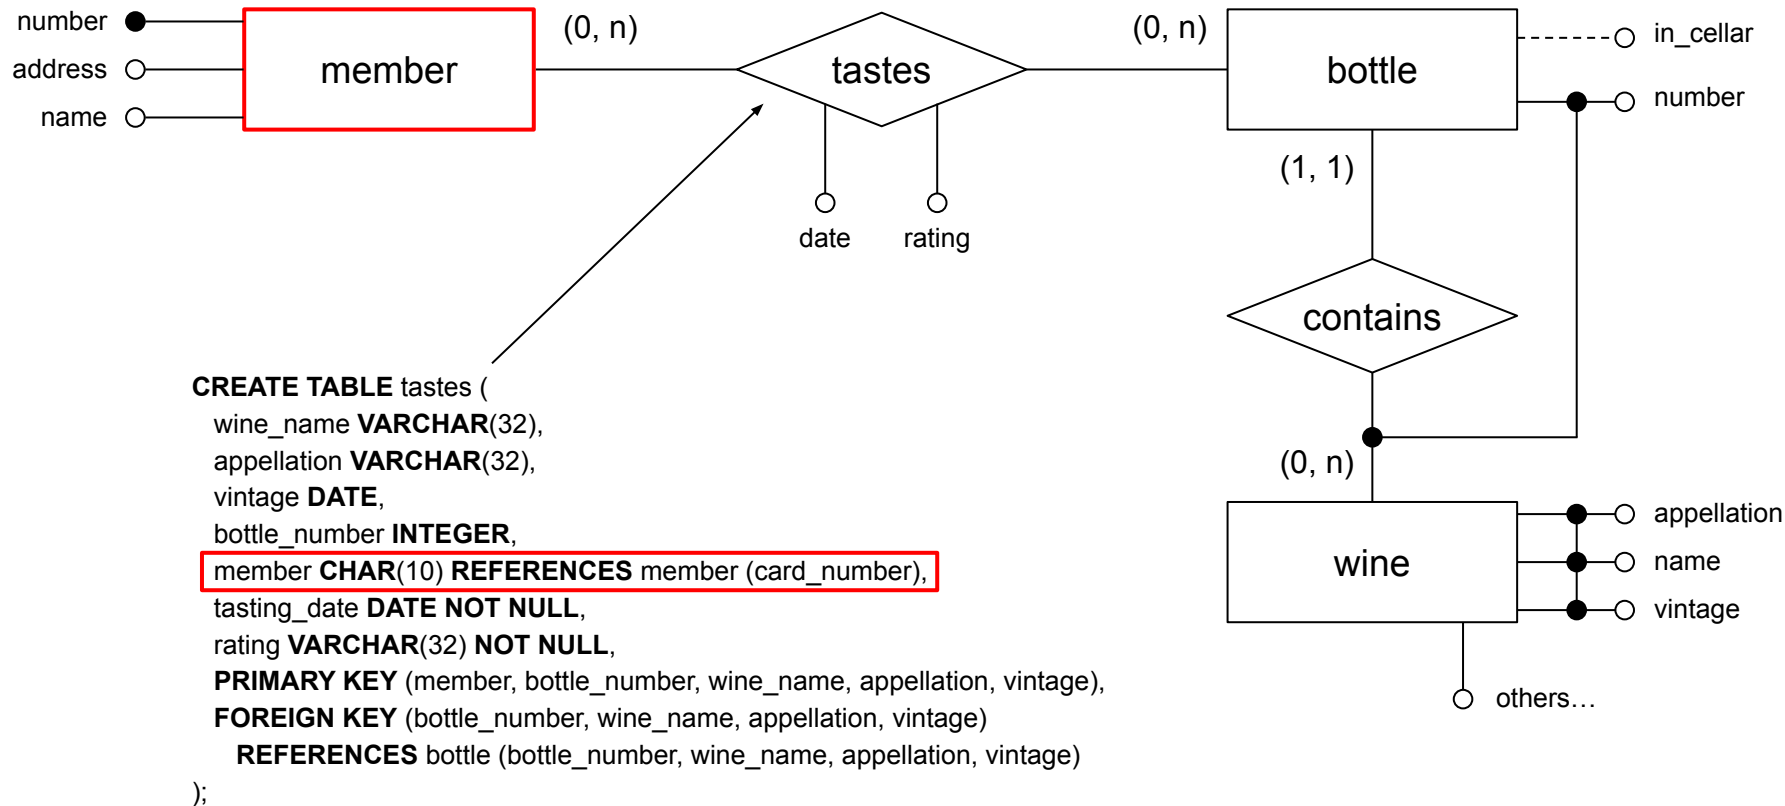 number
address
name
member
(0, n)
tastes
(0, n)
bottle
in_cellar
number
date
rating
(1, 1)
contains
(0, n)
wine
appellation
name
vintage
others…
CREATE TABLE tastes (
wine_name VARCHAR(32),
appellation VARCHAR(32),
vintage DATE,
bottle_number INTEGER,
member CHAR(10) REFERENCES member (card_number),
tasting_date DATE NOT NULL,
rating VARCHAR(32) NOT NULL,
PRIMARY KEY (member, bottle_number, wine_name, appellation, vintage),
FOREIGN KEY (bottle_number, wine_name, appellation, vintage)
REFERENCES bottle (bottle_number, wine_name, appellation, vintage)
);